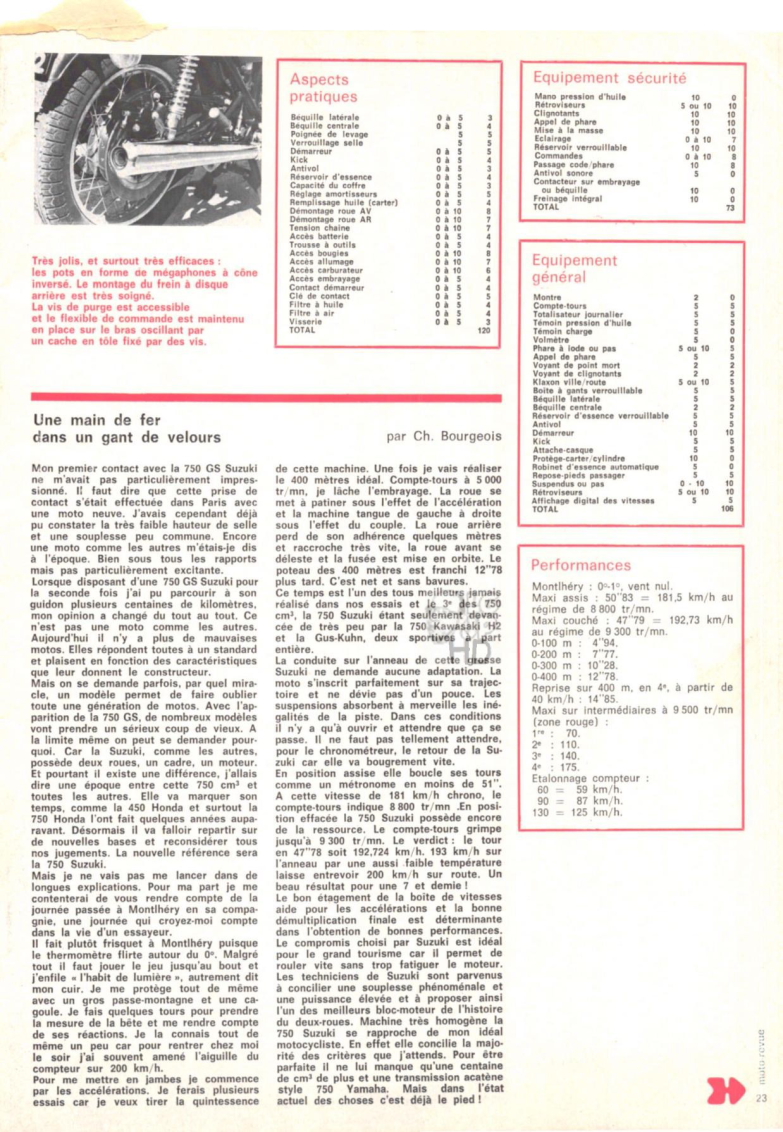 Très jolis, et surtout très efficaces :
les pots en forme de mégaphones à cône
inversé. Le montage du frein à disque
arrière est très soigné.
La vis de purge est accessible
et le flexible de commande est maintenu
en place sur le bras oscillant par
un cache en tôle fixé par des vis.
Aspects
pratiques
Béquille latérale 0 à 5 3
Béquille centrale 0 à 5 4
Poignée de levage 5 5
Verrouillage selle 5 5
Démarreur 0 à 5 5
Kick 0 à 5 4
Antivol 0 à 5 3
Réservoir d'essence 0 à 5 4
Capacité du coffre 0 à 5 3
Réglage amortisseurs 0 à 5 5
Remplissage huile (carter) 0 à 5 4
Démontage roue AV 0 à 10 8
Démontage roue AR 0 à 10 7
Tension chaine 0 à 10 7
Accès batterie 0 à 5 4
Trousse à outils 0 à 5 4
Accès bougies 0 à 10 8
Accès allumage 0 à 10 7
Accès carburateur 0 à 10 6
Accès embrayage 0 à 5 4
Contact démarreur 0 à 5 4
Clé de contact 0 à 5 5
Filtre à huile 0 à 5 4
Filtre à air 0 à 5 4
Visserie 0 à 5 3
TOTAL 120
Equipement sécurité
Mano pression d'huile 10 0
Rétroviseurs 5 ou 10 10
Clignotants 10 10
Appel de phare 10 10
Mise à la masse 10 10
Eclairage 0 à 10 7
Réservoir verrouillable 10 10
Commandes 0 à 10 8
Passage code/phare 10 8
Antivol sonore 5 0
Contacteur sur embrayage
ou béquille 10 0
Freinage intégral 10 0
TOTAL 73
Equipement
général
Montre 2 0
Compte-tours 5 5
Totalisateur journalier 5 5
Témoin pression d'huile 5 5
Témoin charge 5 0
Volmètre 5 0
Phare à iode ou pas 5 ou 10 5
Appel de phare 5 5
Voyant de point mort 2 2
Voyant de clignotants 2 2
Klaxon ville/route 5 ou 10 5
Boite à gants verrouillable 5 5
Béquille latérale 5 5
Béquille centrale 2 2
Réservoir d'essence verrouillable 5 5
Antivol 5 5
Démarreur 10 10
Kick 5 5
Attache-casque 5 5
Protège-carter/cylindre 10 0
Robinet d'essence automatique 5 0
Repose-pieds passager 5 5
Suspendus ou pas 0 - 10 10
Rétroviseurs 5 ou 10 10
Affichage digital des vitesses 5 5
TOTAL 106
Une main de fer
dans un gant de velours
par Ch. Bourgeois
Mon premier contact avec la 750 GS Suzuki
ne m'avait pas particulièrement impres-
sionné. Il faut dire que cette prise de
contact s'était effectuée dans Paris avec
une moto neuve. J'avais cependant déjà
pu constater la très faible hauteur de selle
et une souplesse peu commune. Encore
une moto comme les autres m'étais-je dis
à l'époque. Bien sous tous les rapports
mais pas particulièrement excitante.
Lorsque disposant d'une 750 GS Suzuki pour
la seconde fois j'ai pu parcourir à son
guidon plusieurs centaines de kilomètres,
mon opinion a changé du tout au tout. Ce
n'est pas une moto comme les autres.
Aujourd'hui il n'y a plus de mauvaises
motos. Elles répondent toutes à un standard
et plaisent en fonction des caractéristiques
que leur donnent le constructeur.
Mais on se demande parfois, par quel mira-
cle, un modèle permet de faire oublier
toute une génération de motos. Avec l'ap-
parition de la 750 GS, de nombreux modèles
vont prendre un sérieux coup de vieux. A
la limite même on peut se demander pour-
quoi. Car la Suzuki, comme les autres,
possède deux roues, un cadre, un moteur.
Et pourtant il existe une différence, j'allais
dire une époque entre cette 750 cm³ et
toutes les autres. Elle va marquer son
temps, comme la 450 Honda et surtout la
750 Honda l'ont fait quelques années aupa-
ravant. Désormais il va falloir repartir sur
de nouvelles bases et reconsidérer tous
nos jugements. La nouvelle référence sera
la 750 Suzuki.
Mais je ne vais pas me lancer dans de
longues explications. Pour ma part je me
contenterai de vous rendre compte de la
journée passée à Montlhéry en sa compa-
gnie, une journée qui croyez-moi compte
dans la vie d'un essayeur.
Il fait plutôt frisquet à Montlhéry puisque
le thermomètre flirte autour du 0°. Malgré
tout il faut jouer le jeu jusqu'au bout et
j'enfile « l'habit de lumière », autrement dit
mon cuir. Je me protège tout de même
avec un gros passe-montagne et une ca-
goule. Je fais quelques tours pour prendre
la mesure de la bête et me rendre compte
de ses réactions. Je la connais tout de
même un peu car pour rentrer chez moi
le soir j'ai souvent amené l'aiguille du
compteur sur 200 km/h.
Pour me mettre en jambes je commence
par les accélérations. Je ferais plusieurs
essais car je veux tirer la quintessence
de cette machine. Une fois je vais réaliser
le 400 mètres idéal. Compte-tours à 5 000
tr/mn, je lâche l'embrayage. La roue se
met à patiner sous l'effet de l'accélération
et la machine tangue de gauche à droite
sous l'effet du couple. La roue arrière
perd de son adhérence quelques mètres
et raccroche très vite, la roue avant se
déleste et la fusée est mise en orbite. Le
poteau des 400 mètres est franchi 12"78
plus tard. C'est net et sans bavures.
Ce temps est l'un des tous meilleurs jamais
réalisé dans nos essais et le 3e des 750
cm³, la 750 Suzuki étant seulement devan-
cée de très peu par la 750 Kawasaki H2
et la Gus-Kuhn, deux sportives à part
entière.
La conduite sur l'anneau de cette grosse
Suzuki ne demande aucune adaptation. La
moto s'inscrit parfaitement sur sa trajec-
toire et ne dévie pas d'un pouce. Les
suspensions absorbent à merveille les iné-
galités de la piste. Dans ces conditions
il n'y a qu'à ouvrir et attendre que ça se
passe. Il ne faut pas tellement attendre,
pour le chronométreur, le retour de la Su-
zuki car elle va bougrement vite.
En position assise elle boucle ses tours
comme un métronome en moins de 51".
A cette vitesse de 181 km/h chrono, le
compte-tours indique 8 800 tr/mn .En posi-
tion effacée la 750 Suzuki possède encore
de la ressource. Le compte-tours grimpe
jusqu'à 9 300 tr/mn. Le verdict : le tour
en 47"78 soit 192,724 km/h. 193 km/h sur
l'anneau par une aussi faible température
laisse entrevoir 200 km/h sur route. Un
beau résultat pour une 7 et demie !
Le bon étagement de la boite de vitesses
aide pour les accélérations et la bonne
démultiplication finale est déterminante
dans l'obtention de bonnes performances.
Le compromis choisi par Suzuki est idéal
pour le grand tourisme car il permet de
rouler vite sans trop fatiguer le moteur.
Les techniciens de Suzuki sont parvenus
à concilier une souplesse phénoménale et
une puissance élevée et à proposer ainsi
l'un des meilleurs bloc-moteur de l'histoire
du deux-roues. Machine très homogène la
750 Suzuki se rapproche de mon idéal
motocycliste. En effet elle concilie la majo-
rité des critères que j'attends. Pour être
parfaite il ne lui manque qu'une centaine
de cm³ de plus et une transmission acatène
style 750 Yamaha. Mais dans l'état
actuel des choses c'est déjà le pied !
Performances
Montlhéry : 0°-1°, vent nul.
Maxi assis : 50"83 = 181,5 km/h au
régime de 8 800 tr/mn.
Maxi couché : 47"79 = 192,73 km/h
au régime de 9 300 tr/mn.
0-100 m : 4"94.
0-200 m : 7"77.
0-300 m : 10"28.
0-400 m : 12"78.
Reprise sur 400 m, en 4e, à partir de
40 km/h : 14"85.
Maxi sur intermédiaires à 9 500 tr/mn
(zone rouge) :
1re : 70.
2e : 110.
3e : 140.
4e : 175.
Etalonnage compteur :
60 = 59 km/h.
90 = 87 km/h.
130 = 125 km/h.
moto revue
23